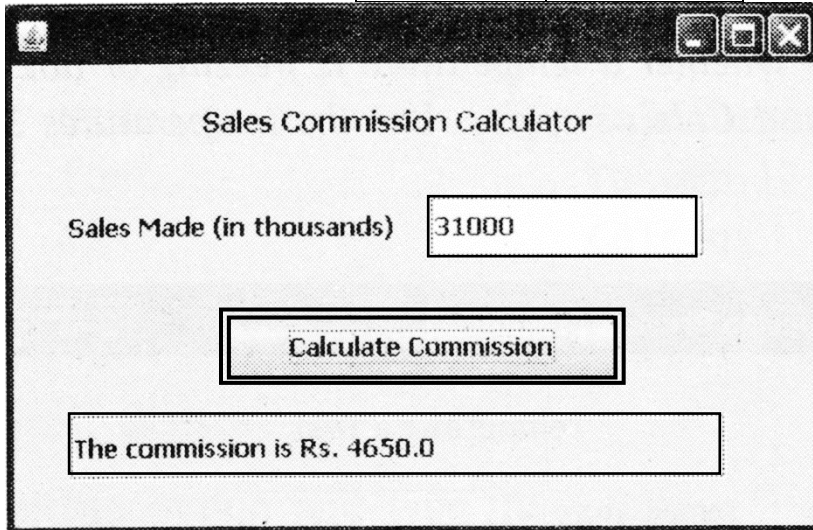 Sales Commission Calculator
Sales Made (in thousands) 31000
Calculate Commission
The commission is Rs. 4650.0